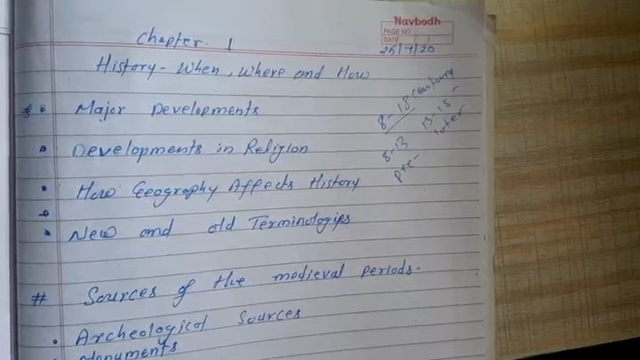 Navbodh
PAGE NO.
DATE 25/7/20
Chapter. 1
History - When, Where and How
8 - 18 century
8-13
pre -
13 - 18 -
• Major Developments
• Developments in Religion
• How Geography Affects History
• New and old Terminologies
# Sources of the medieval periods.
• Archeological Sources
Monuments